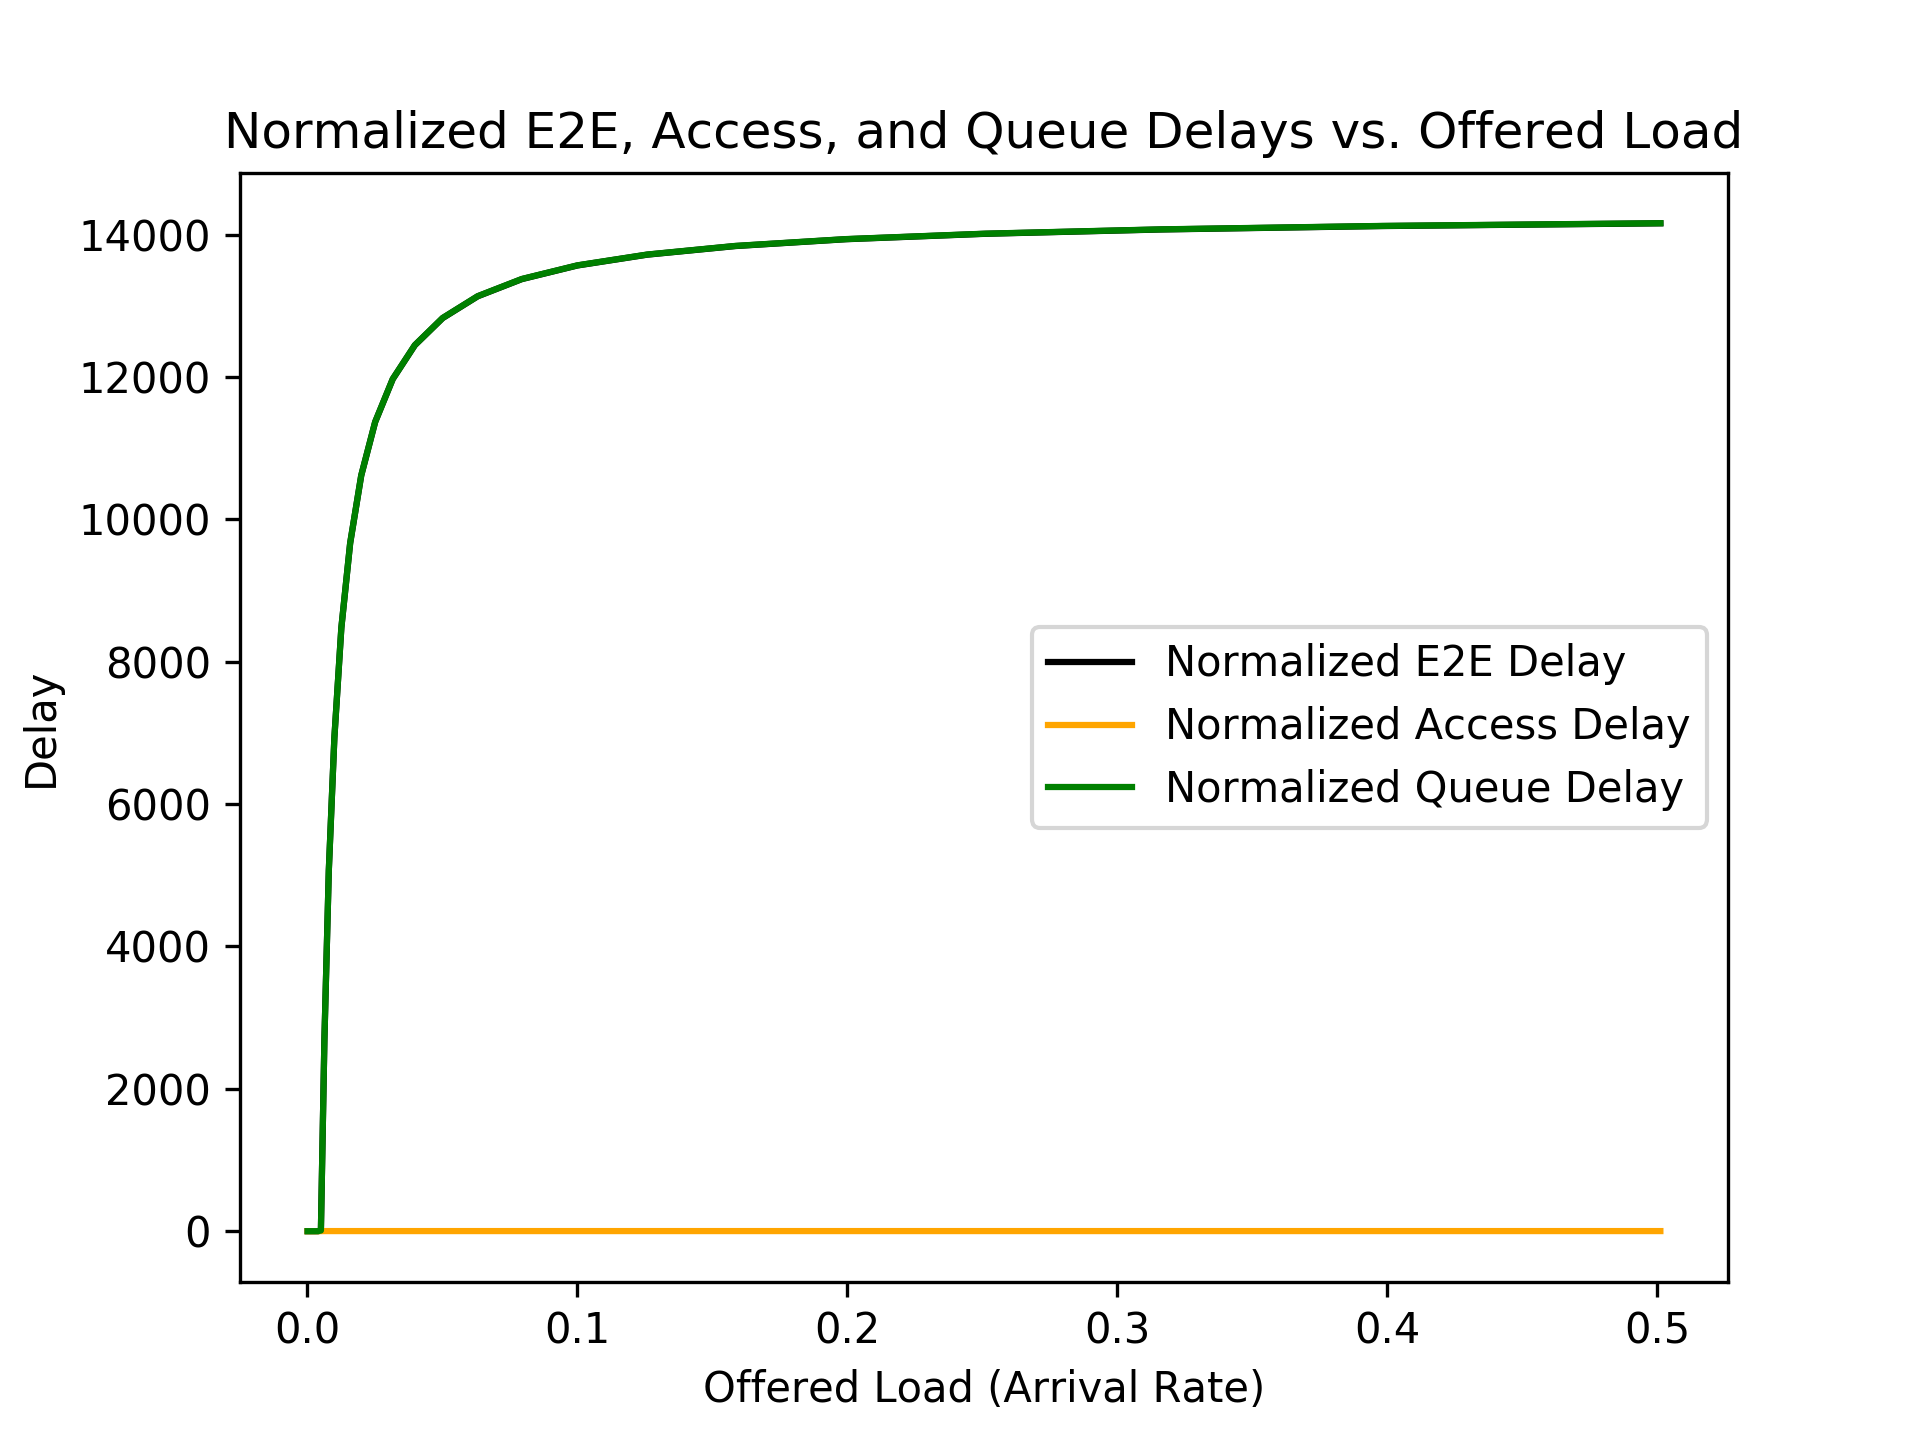 Normalized E2E, Access, and Queue Delays vs. Offered Load
14000
12000
10000
8000
6000
4000
2000
0
Delay
Normalized E2E Delay
Normalized Access Delay
Normalized Queue Delay
0.0 0.1 0.2 0.3 0.4 0.5
Offered Load (Arrival Rate)